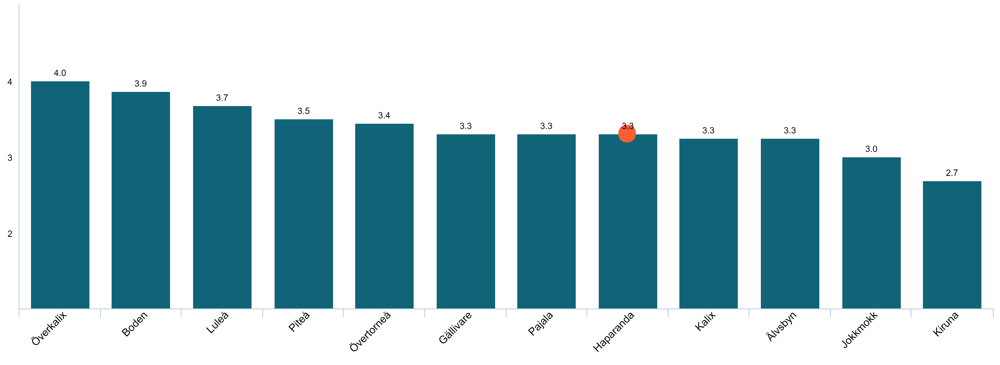 4.0
3.9
3.7
3.5
3.4
3.3
3.3
3.3
3.3
3.3
3.0
2.7
4
3
2
Överkalix
Boden
Luleå
Piteå
Övertorneå
Gällivare
Pajala
Haparanda
Kalix
Älvsbyn
Jokkmokk
Kiruna